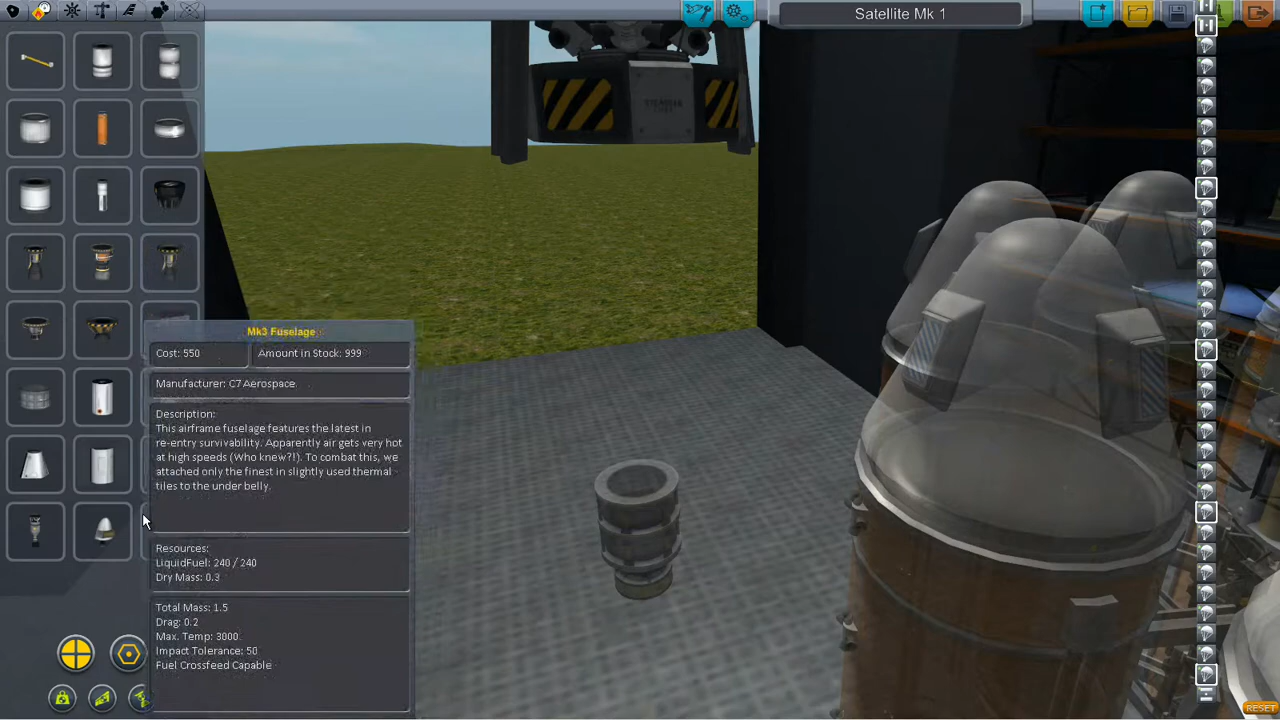 Satellite Mk 1
Mk3 Fuselage
Cost: 550
Amount in Stock: 999
Manufacturer: C7 Aerospace
Description:
This airframe fuselage features the latest in
re-entry survivability. Apparently air gets very hot
at high speeds (Who knew?!). To combat this, we
attached only the finest in slightly used thermal
tiles to the under belly.
Resources:
LiquidFuel: 240 / 240
Dry Mass: 0.3
Total Mass: 1.5
Drag: 0.2
Max. Temp: 3000
Impact Tolerance: 50
Fuel Crossfeed Capable
RESET